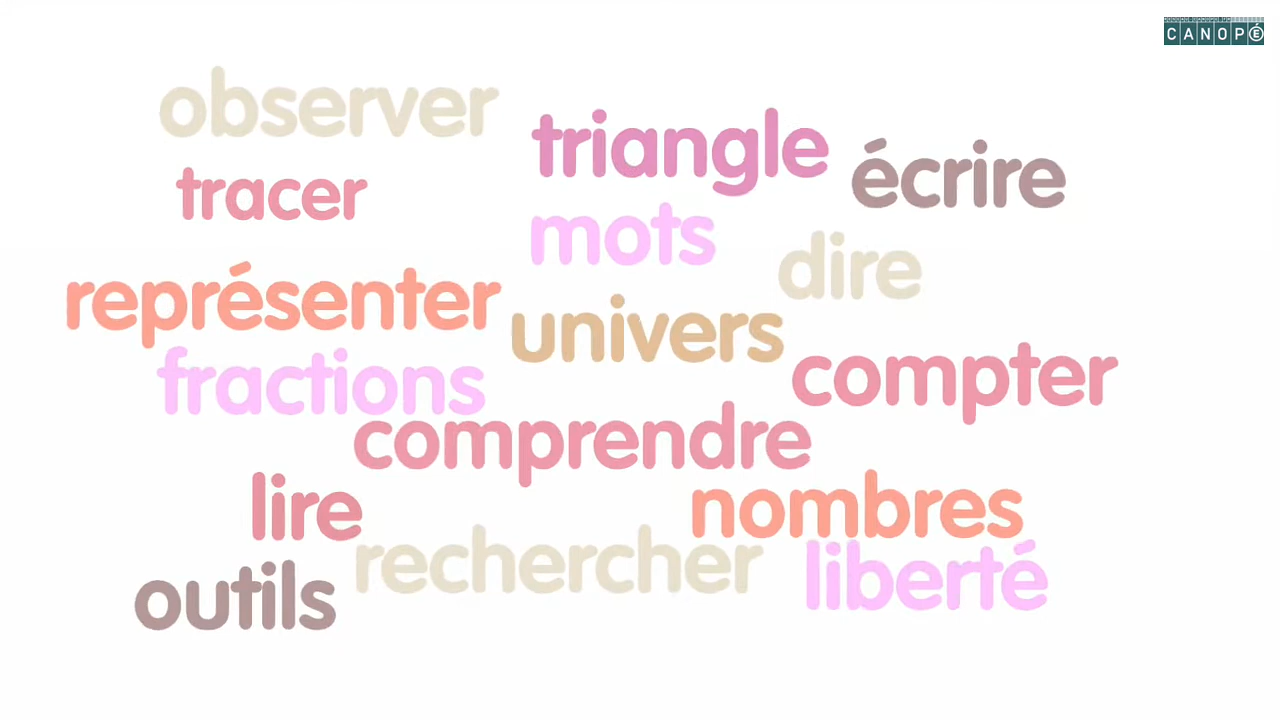 CANOPÉ
observer
triangle
écrire
tracer
mots
dire
représenter
univers
fractions
compter
comprendre
lire
nombres
rechercher
liberté
outils